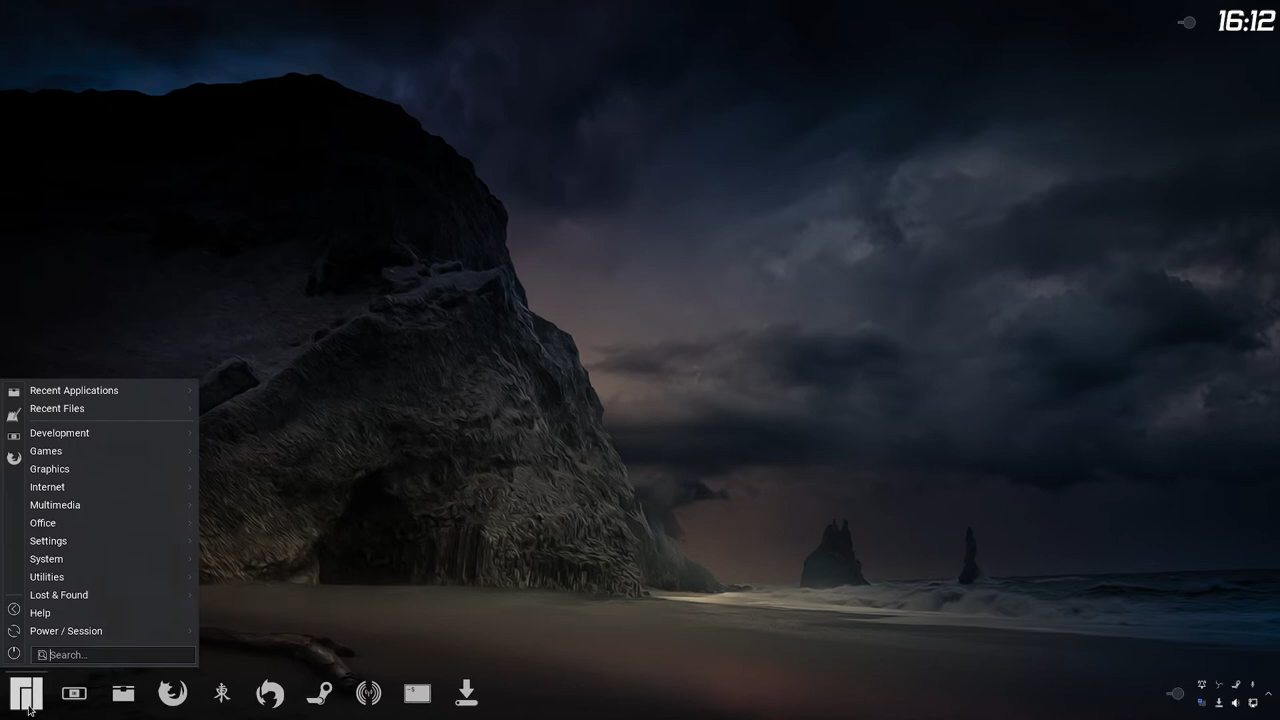 16:12
Recent Applications
Recent Files
Development
Games
Graphics
Internet
Multimedia
Office
Settings
System
Utilities
Lost & Found
Help
Power / Session
Search...
東
~$